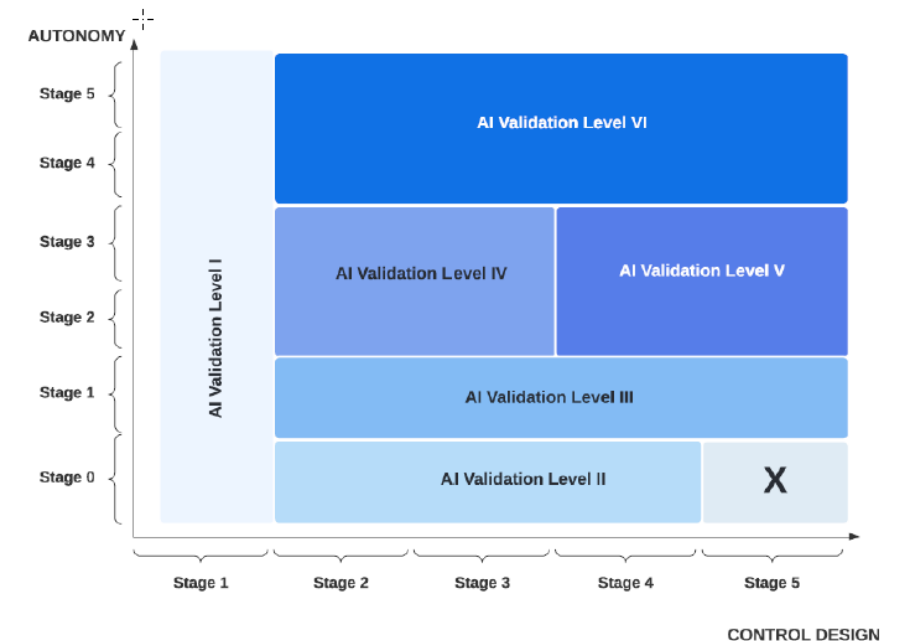 AUTONOMY
Stage 5
AI Validation Level VI
Stage 4
Stage 3
AI Validation Level IV
AI Validation Level V
AI Validation Level I
Stage 2
Stage 1
AI Validation Level III
Stage 0
AI Validation Level II
X
Stage 1
Stage 2
Stage 3
Stage 4
Stage 5
CONTROL DESIGN